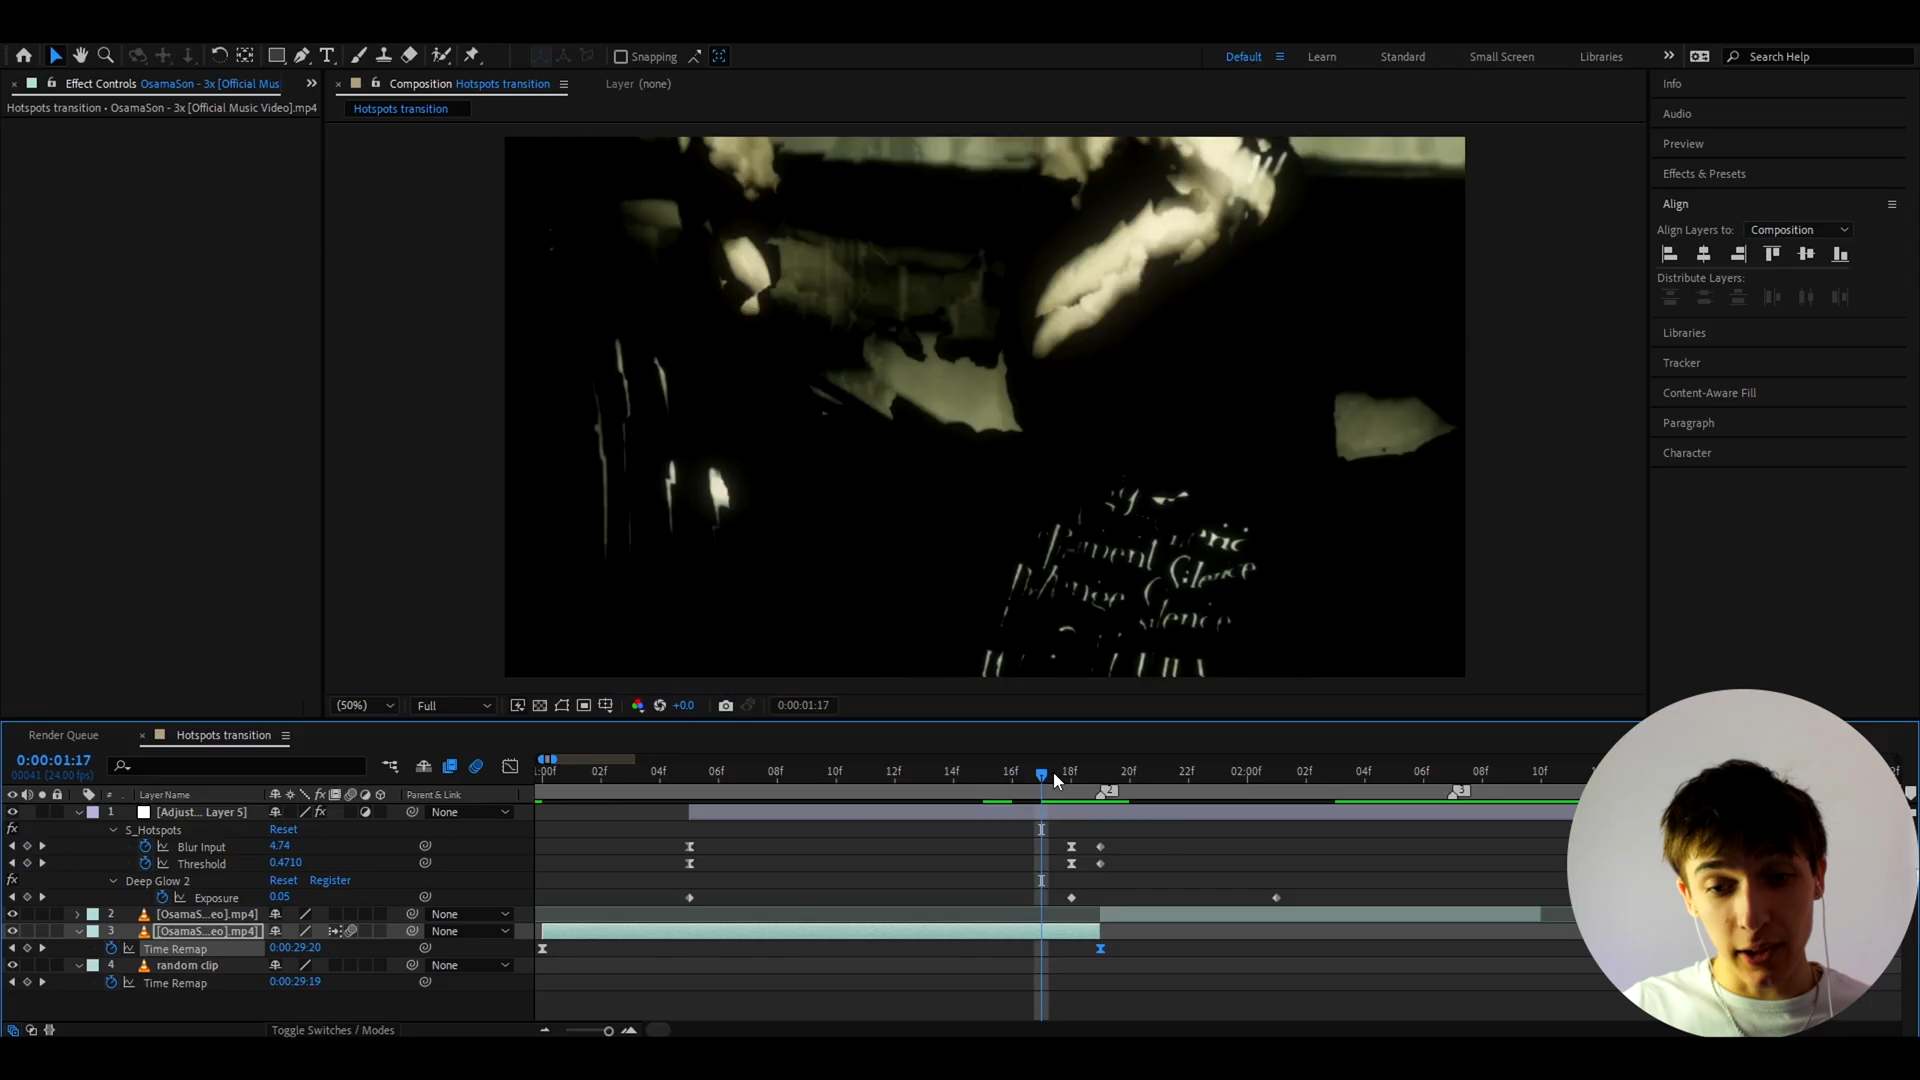 Snapping
Default
Learn
Standard
Small Screen
Libraries
Search Help
Effect Controls OsamaSon - 3x [Official Mus
Composition Hotspots transition
Layer (none)
Hotspots transition • OsamaSon - 3x [Official Music Video].mp4
Hotspots transition
Silence
Info
Audio
Preview
Effects & Presets
Align
Align Layers to: Composition
Distribute Layers:
Libraries
Tracker
Content-Aware Fill
Paragraph
Character
(50%)
Full
+0.0
0:00:01:17
Render Queue
Hotspots transition
0:00:01:17
00041 (24.00 fps)
:00f 02f 04f 06f 08f 10f 12f 14f 16f 18f 20f 22f 02:00f 02f 04f 06f 08f 10f
2 3
# Layer Name
Parent & Link
1 [Adjust... Layer 5] None
S_Hotspots Reset
Blur Input 4.74
Threshold 0.4710
Deep Glow 2 Reset Register
Exposure 0.05
2 [OsamaS...eo].mp4] None
3 [OsamaS...eo].mp4] None
Time Remap 0:00:29:20
4 random clip None
Time Remap 0:00:29:19
Toggle Switches / Modes